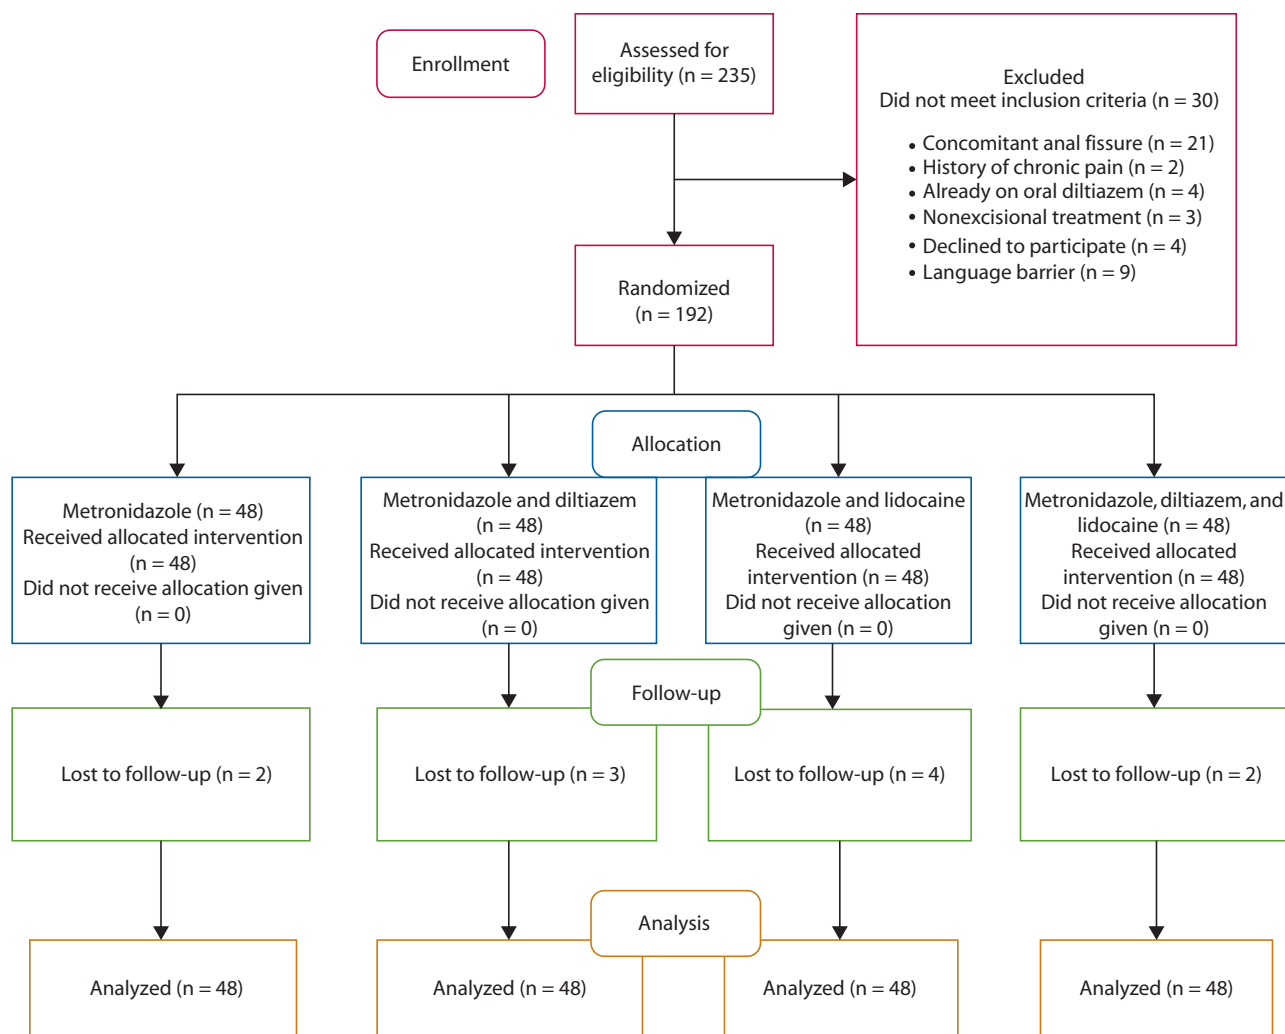 Enrollment
Assessed for
eligibility (n = 235)
Excluded
Did not meet inclusion criteria (n = 30)
• Concomitant anal fissure (n = 21)
• History of chronic pain (n = 2)
• Already on oral diltiazem (n = 4)
• Nonexcisional treatment (n = 3)
• Declined to participate (n = 4)
• Language barrier (n = 9)
Randomized
(n = 192)
Allocation
Metronidazole (n = 48)
Received allocated intervention
(n = 48)
Did not receive allocation given
(n = 0)
Metronidazole and diltiazem
(n = 48)
Received allocated intervention
(n = 48)
Did not receive allocation given
(n = 0)
Metronidazole and lidocaine
(n = 48)
Received allocated
intervention (n = 48)
Did not receive allocation
given (n = 0)
Metronidazole, diltiazem, and
lidocaine (n = 48)
Received allocated
intervention (n = 48)
Did not receive allocation
given (n = 0)
Follow-up
Lost to follow-up (n = 2)
Lost to follow-up (n = 3)
Lost to follow-up (n = 4)
Lost to follow-up (n = 2)
Analysis
Analyzed (n = 48)
Analyzed (n = 48)
Analyzed (n = 48)
Analyzed (n = 48)